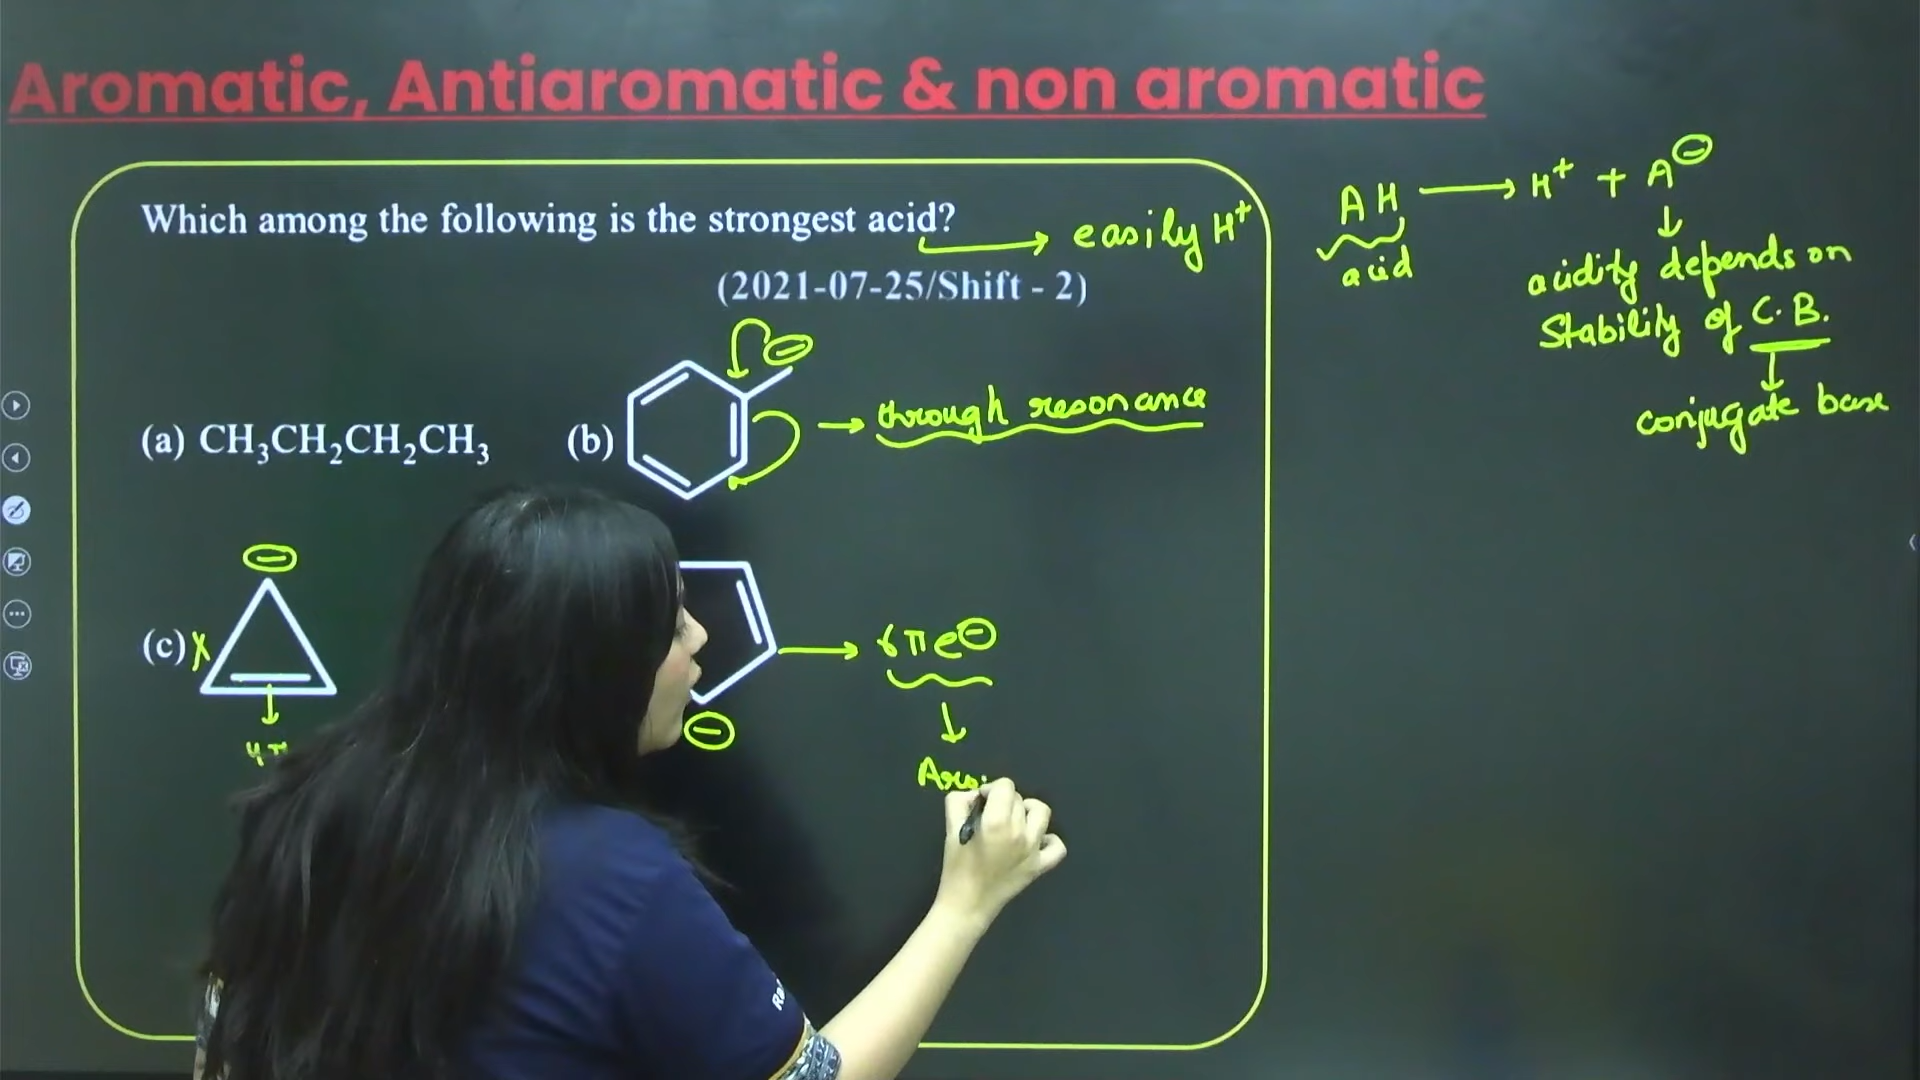 Aromatic, Antiaromatic & non aromatic
Which among the following is the strongest acid?
easily H⁺
(2021-07-25/Shift - 2)
(a) CH₃CH₂CH₂CH₃
(b)
⊖
through resonance
(c) X
⊖
4π
⊖
6πe⊖
AH → H⁺ + A⊖
acid
acidity depends on
Stability of C.B.
conjugate base